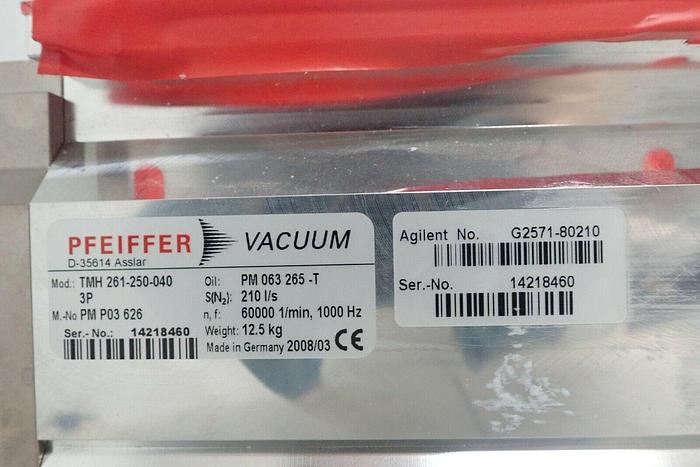 PFEIFFER VACUUM
D-35614 Asslar
Mod.: TMH 261-250-040
3P
M.-No PM P03 626
Ser.- No.: 14218460
Oil: PM 063 265 -T
S(N₂): 210 l/s
n, f: 60000 1/min, 1000 Hz
Weight: 12.5 kg
Made in Germany 2008/03 CE
Agilent No. G2571-80210
Ser.-No. 14218460